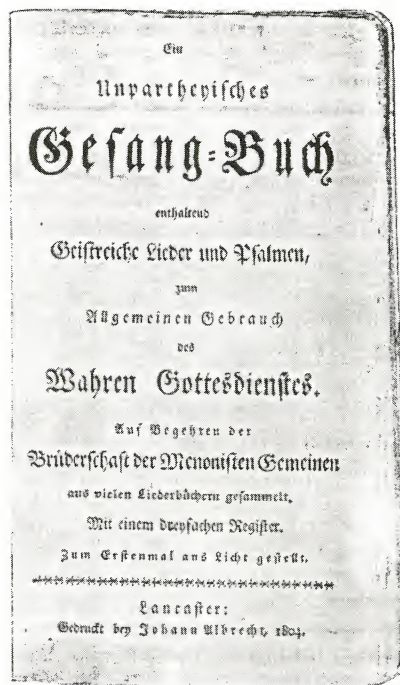 Ein
Unpartheyisches
Gesang=Buch
enthaltend
Geistreiche Lieder und Psalmen,
zum
Allgemeinen Gebrauch
des
Wahren Gottesdienstes.
Auf Begehren der
Brüderschaft der Menonisten Gemeinen
aus vielen Liederbüchern gesammelt.
Mit einem dreyfachen Register.
Zum Erstenmal ans Licht gestellt.
Lancaster:
Gedruckt bey Johann Albrecht, 1804.